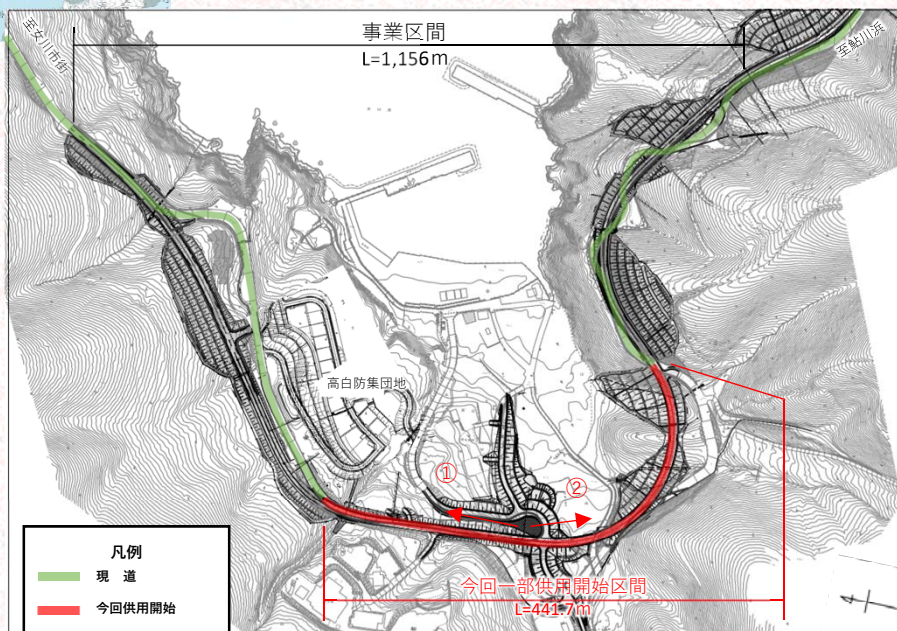 至女川市街
事業区間
L=1,156m
至鮎川浜
高白防集団地
①
②
凡例
現 道
今回供用開始
今回一部供用開始区間
L=441.7m